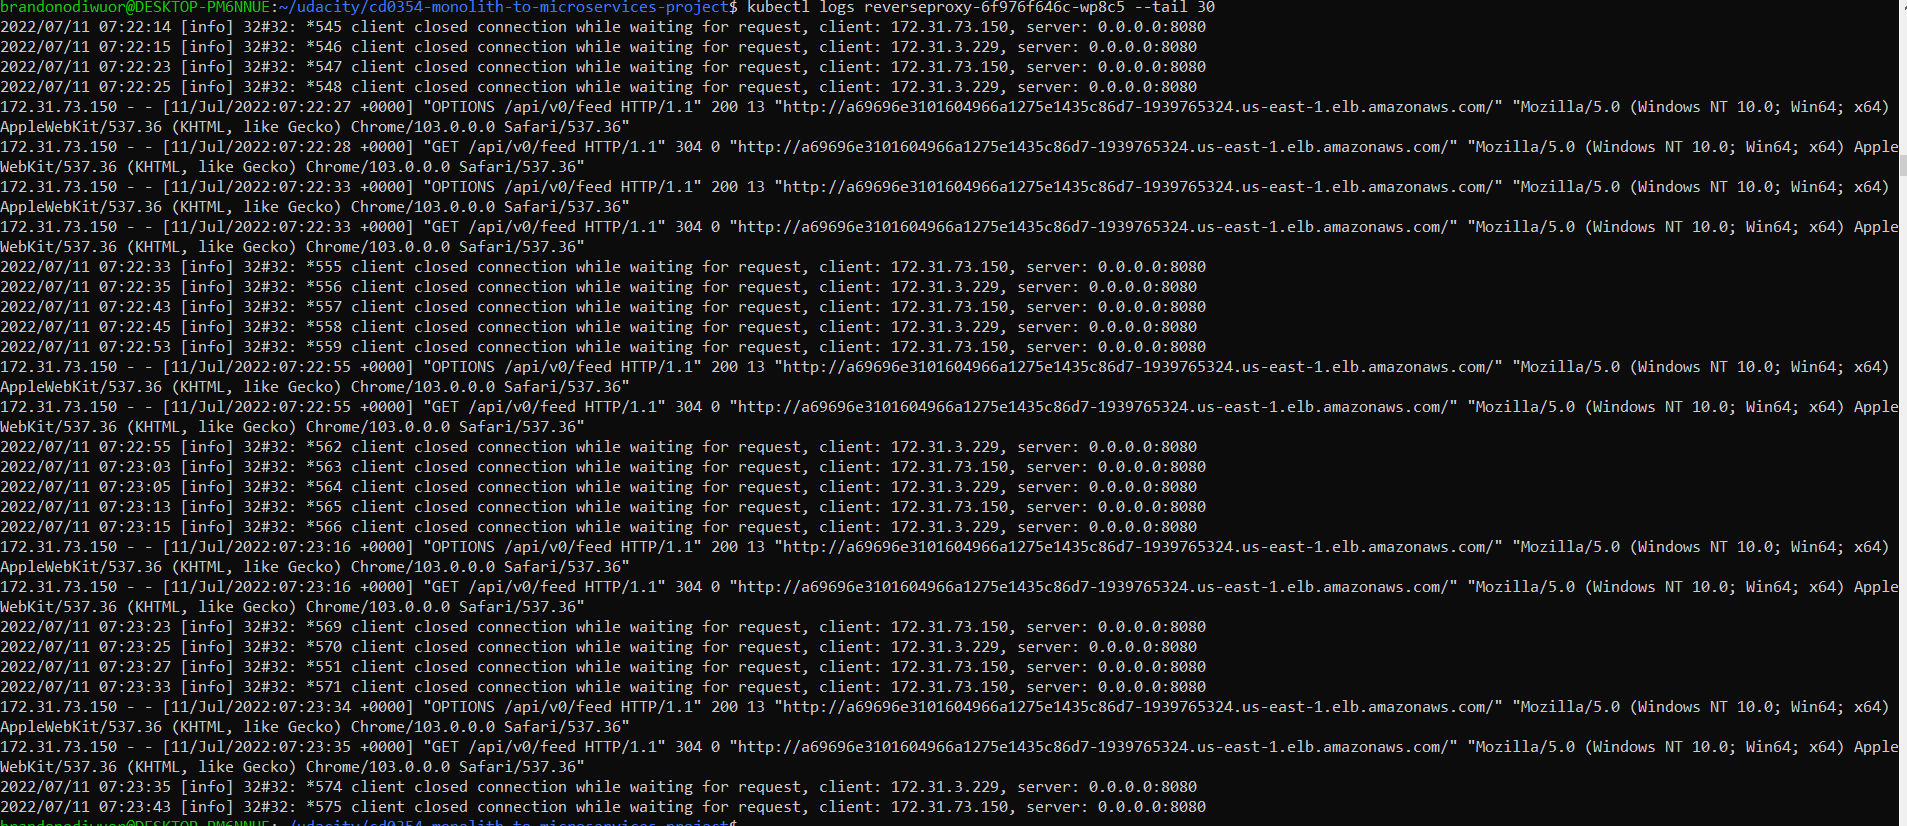 brandonodiwuor@DESKTOP-PM6NNUE:~/udacity/cd0354-monolith-to-microservices-project$ kubectl logs reverseproxy-6f976f646c-wp8c5 --tail 30
2022/07/11 07:22:14 [info] 32#32: *545 client closed connection while waiting for request, client: 172.31.73.150, server: 0.0.0.0:8080
2022/07/11 07:22:15 [info] 32#32: *546 client closed connection while waiting for request, client: 172.31.3.229, server: 0.0.0.0:8080
2022/07/11 07:22:23 [info] 32#32: *547 client closed connection while waiting for request, client: 172.31.73.150, server: 0.0.0.0:8080
2022/07/11 07:22:25 [info] 32#32: *548 client closed connection while waiting for request, client: 172.31.3.229, server: 0.0.0.0:8080
172.31.73.150 - - [11/Jul/2022:07:22:27 +0000] "OPTIONS /api/v0/feed HTTP/1.1" 200 13 "http://a69696e3101604966a1275e1435c86d7-1939765324.us-east-1.elb.amazonaws.com/" "Mozilla/5.0 (Windows NT 10.0; Win64; x64)
AppleWebKit/537.36 (KHTML, like Gecko) Chrome/103.0.0.0 Safari/537.36"
172.31.73.150 - - [11/Jul/2022:07:22:28 +0000] "GET /api/v0/feed HTTP/1.1" 304 0 "http://a69696e3101604966a1275e1435c86d7-1939765324.us-east-1.elb.amazonaws.com/" "Mozilla/5.0 (Windows NT 10.0; Win64; x64) Apple
WebKit/537.36 (KHTML, like Gecko) Chrome/103.0.0.0 Safari/537.36"
172.31.73.150 - - [11/Jul/2022:07:22:33 +0000] "OPTIONS /api/v0/feed HTTP/1.1" 200 13 "http://a69696e3101604966a1275e1435c86d7-1939765324.us-east-1.elb.amazonaws.com/" "Mozilla/5.0 (Windows NT 10.0; Win64; x64)
AppleWebKit/537.36 (KHTML, like Gecko) Chrome/103.0.0.0 Safari/537.36"
172.31.73.150 - - [11/Jul/2022:07:22:33 +0000] "GET /api/v0/feed HTTP/1.1" 304 0 "http://a69696e3101604966a1275e1435c86d7-1939765324.us-east-1.elb.amazonaws.com/" "Mozilla/5.0 (Windows NT 10.0; Win64; x64) Apple
WebKit/537.36 (KHTML, like Gecko) Chrome/103.0.0.0 Safari/537.36"
2022/07/11 07:22:33 [info] 32#32: *555 client closed connection while waiting for request, client: 172.31.73.150, server: 0.0.0.0:8080
2022/07/11 07:22:35 [info] 32#32: *556 client closed connection while waiting for request, client: 172.31.3.229, server: 0.0.0.0:8080
2022/07/11 07:22:43 [info] 32#32: *557 client closed connection while waiting for request, client: 172.31.73.150, server: 0.0.0.0:8080
2022/07/11 07:22:45 [info] 32#32: *558 client closed connection while waiting for request, client: 172.31.3.229, server: 0.0.0.0:8080
2022/07/11 07:22:53 [info] 32#32: *559 client closed connection while waiting for request, client: 172.31.73.150, server: 0.0.0.0:8080
172.31.73.150 - - [11/Jul/2022:07:22:55 +0000] "OPTIONS /api/v0/feed HTTP/1.1" 200 13 "http://a69696e3101604966a1275e1435c86d7-1939765324.us-east-1.elb.amazonaws.com/" "Mozilla/5.0 (Windows NT 10.0; Win64; x64)
AppleWebKit/537.36 (KHTML, like Gecko) Chrome/103.0.0.0 Safari/537.36"
172.31.73.150 - - [11/Jul/2022:07:22:55 +0000] "GET /api/v0/feed HTTP/1.1" 304 0 "http://a69696e3101604966a1275e1435c86d7-1939765324.us-east-1.elb.amazonaws.com/" "Mozilla/5.0 (Windows NT 10.0; Win64; x64) Apple
WebKit/537.36 (KHTML, like Gecko) Chrome/103.0.0.0 Safari/537.36"
2022/07/11 07:22:55 [info] 32#32: *562 client closed connection while waiting for request, client: 172.31.3.229, server: 0.0.0.0:8080
2022/07/11 07:23:03 [info] 32#32: *563 client closed connection while waiting for request, client: 172.31.73.150, server: 0.0.0.0:8080
2022/07/11 07:23:05 [info] 32#32: *564 client closed connection while waiting for request, client: 172.31.3.229, server: 0.0.0.0:8080
2022/07/11 07:23:13 [info] 32#32: *565 client closed connection while waiting for request, client: 172.31.73.150, server: 0.0.0.0:8080
2022/07/11 07:23:15 [info] 32#32: *566 client closed connection while waiting for request, client: 172.31.3.229, server: 0.0.0.0:8080
172.31.73.150 - - [11/Jul/2022:07:23:16 +0000] "OPTIONS /api/v0/feed HTTP/1.1" 200 13 "http://a69696e3101604966a1275e1435c86d7-1939765324.us-east-1.elb.amazonaws.com/" "Mozilla/5.0 (Windows NT 10.0; Win64; x64)
AppleWebKit/537.36 (KHTML, like Gecko) Chrome/103.0.0.0 Safari/537.36"
172.31.73.150 - - [11/Jul/2022:07:23:16 +0000] "GET /api/v0/feed HTTP/1.1" 304 0 "http://a69696e3101604966a1275e1435c86d7-1939765324.us-east-1.elb.amazonaws.com/" "Mozilla/5.0 (Windows NT 10.0; Win64; x64) Apple
WebKit/537.36 (KHTML, like Gecko) Chrome/103.0.0.0 Safari/537.36"
2022/07/11 07:23:23 [info] 32#32: *569 client closed connection while waiting for request, client: 172.31.73.150, server: 0.0.0.0:8080
2022/07/11 07:23:25 [info] 32#32: *570 client closed connection while waiting for request, client: 172.31.3.229, server: 0.0.0.0:8080
2022/07/11 07:23:27 [info] 32#32: *551 client closed connection while waiting for request, client: 172.31.73.150, server: 0.0.0.0:8080
2022/07/11 07:23:33 [info] 32#32: *571 client closed connection while waiting for request, client: 172.31.73.150, server: 0.0.0.0:8080
172.31.73.150 - - [11/Jul/2022:07:23:34 +0000] "OPTIONS /api/v0/feed HTTP/1.1" 200 13 "http://a69696e3101604966a1275e1435c86d7-1939765324.us-east-1.elb.amazonaws.com/" "Mozilla/5.0 (Windows NT 10.0; Win64; x64)
AppleWebKit/537.36 (KHTML, like Gecko) Chrome/103.0.0.0 Safari/537.36"
172.31.73.150 - - [11/Jul/2022:07:23:35 +0000] "GET /api/v0/feed HTTP/1.1" 304 0 "http://a69696e3101604966a1275e1435c86d7-1939765324.us-east-1.elb.amazonaws.com/" "Mozilla/5.0 (Windows NT 10.0; Win64; x64) Apple
WebKit/537.36 (KHTML, like Gecko) Chrome/103.0.0.0 Safari/537.36"
2022/07/11 07:23:35 [info] 32#32: *574 client closed connection while waiting for request, client: 172.31.3.229, server: 0.0.0.0:8080
2022/07/11 07:23:43 [info] 32#32: *575 client closed connection while waiting for request, client: 172.31.73.150, server: 0.0.0.0:8080
brandonodiwuor@DESKTOP-PM6NNUE:~/udacity/cd0354-monolith-to-microservices-project$